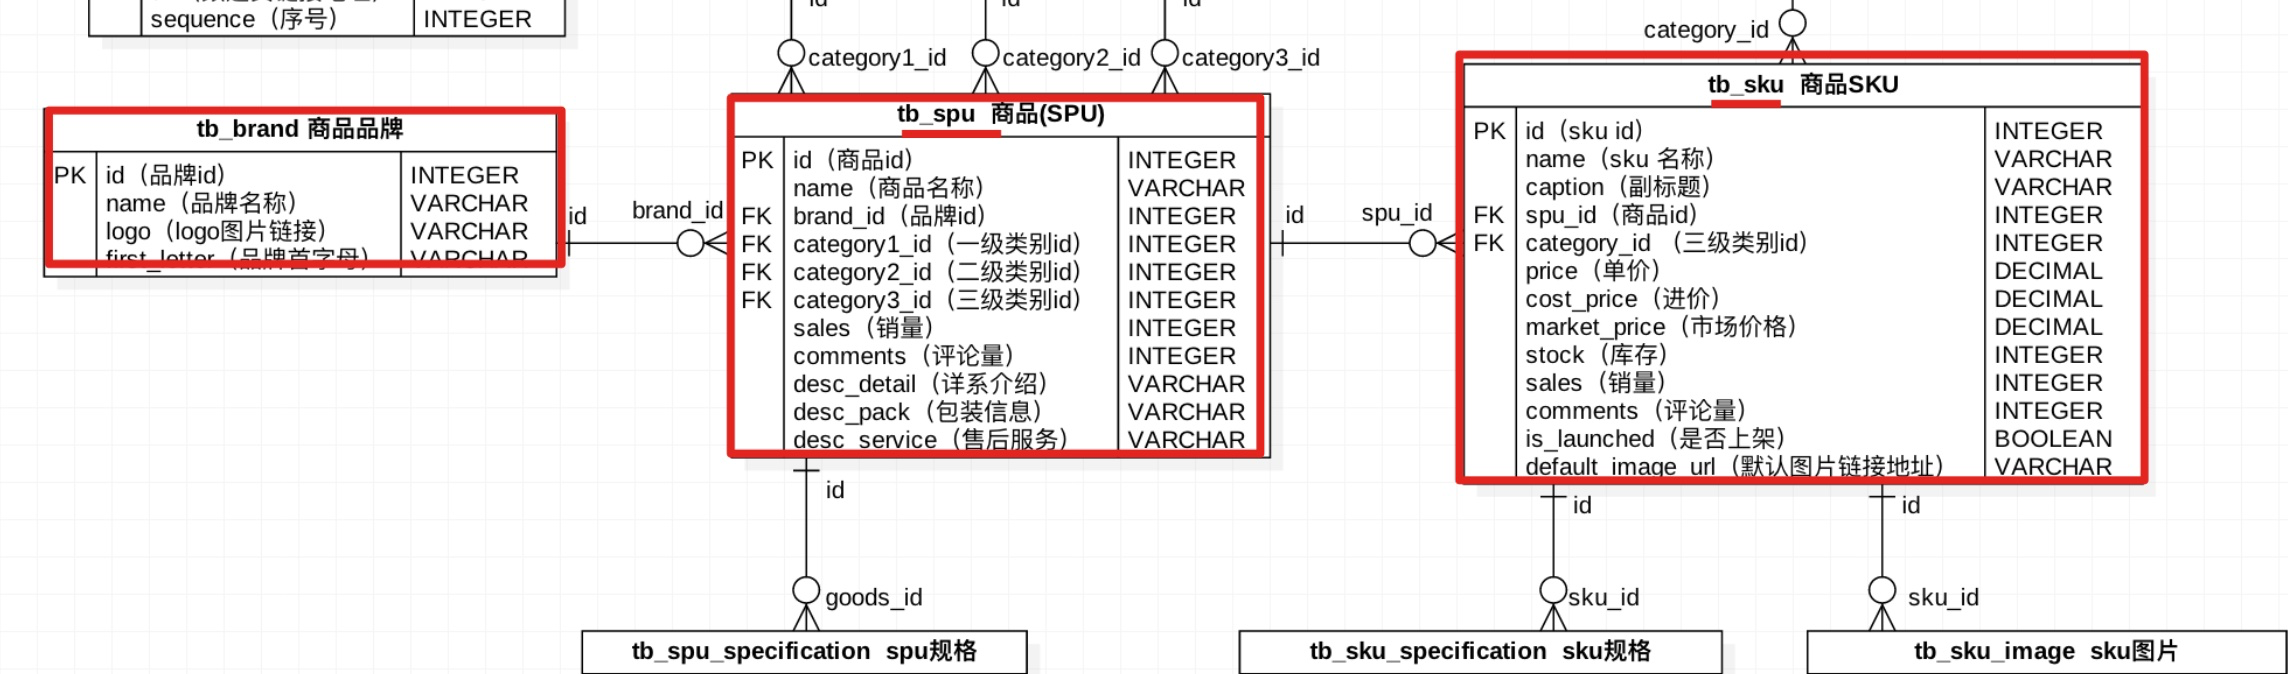 sequence（序号） INTEGER
id
id
id
category1_id
category2_id
category3_id
category_id
tb_brand 商品品牌
PK id（品牌id） INTEGER
name（品牌名称） VARCHAR
logo（logo图片链接） VARCHAR
first_letter（品牌首字母） VARCHAR
id
brand_id
tb_spu 商品(SPU)
PK id（商品id） INTEGER
name（商品名称） VARCHAR
FK brand_id（品牌id） INTEGER
FK category1_id（一级类别id） INTEGER
FK category2_id（二级类别id） INTEGER
FK category3_id（三级类别id） INTEGER
sales（销量） INTEGER
comments（评论量） INTEGER
desc_detail（详系介绍） VARCHAR
desc_pack（包装信息） VARCHAR
desc_service（售后服务） VARCHAR
id
spu_id
tb_sku 商品SKU
PK id（sku id） INTEGER
name（sku 名称） VARCHAR
caption（副标题） VARCHAR
FK spu_id（商品id） INTEGER
FK category_id （三级类别id） INTEGER
price（单价） DECIMAL
cost_price（进价） DECIMAL
market_price（市场价格） DECIMAL
stock（库存） INTEGER
sales（销量） INTEGER
comments（评论量） INTEGER
is_launched（是否上架） BOOLEAN
default_image_url（默认图片链接地址） VARCHAR
id
goods_id
id
sku_id
id
sku_id
tb_spu_specification spu规格
tb_sku_specification sku规格
tb_sku_image sku图片